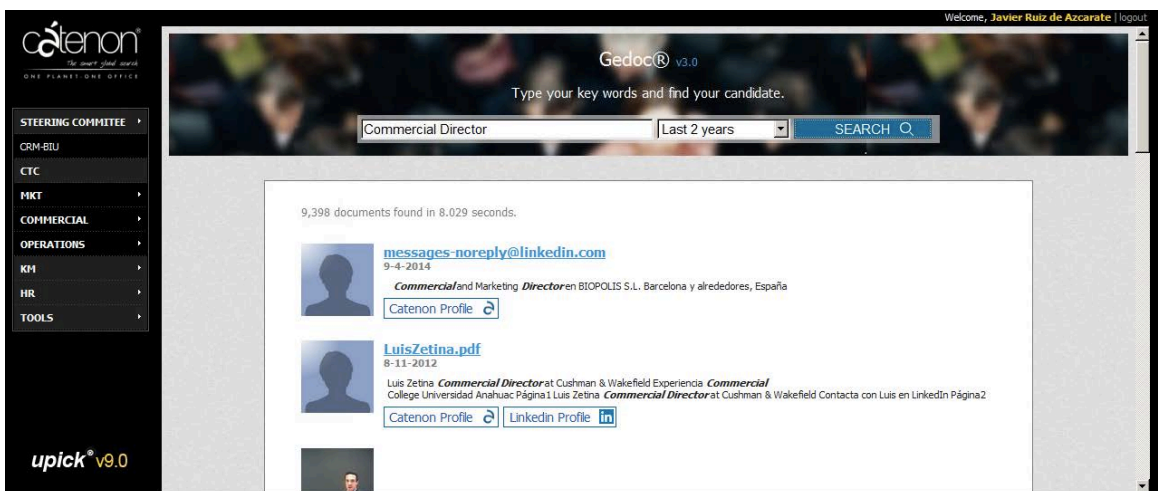 Welcome, Javier Ruiz de Azcarate | logout
cátenon®
The smart global search
ONE PLANET·ONE OFFICE
Gedoc® v3.0
Type your key words and find your candidate.
Commercial Director
Last 2 years
SEARCH
STEERING COMMITEE
CRM-BIU
CTC
MKT
COMMERCIAL
OPERATIONS
KM
HR
TOOLS
upick® v9.0
9,398 documents found in 8.029 seconds.
messages-noreply@linkedin.com
9-4-2014
Commercial and Marketing Director en BIOPOLIS S.L. Barcelona y alrededores, España
Catenon Profile
LuisZetina.pdf
8-11-2012
Luis Zetina Commercial Director at Cushman & Wakefield Experiencia Commercial
College Universidad Anahuac Página1 Luis Zetina Commercial Director at Cushman & Wakefield Contacta con Luis en LinkedIn Página2
Catenon Profile
Linkedin Profile in